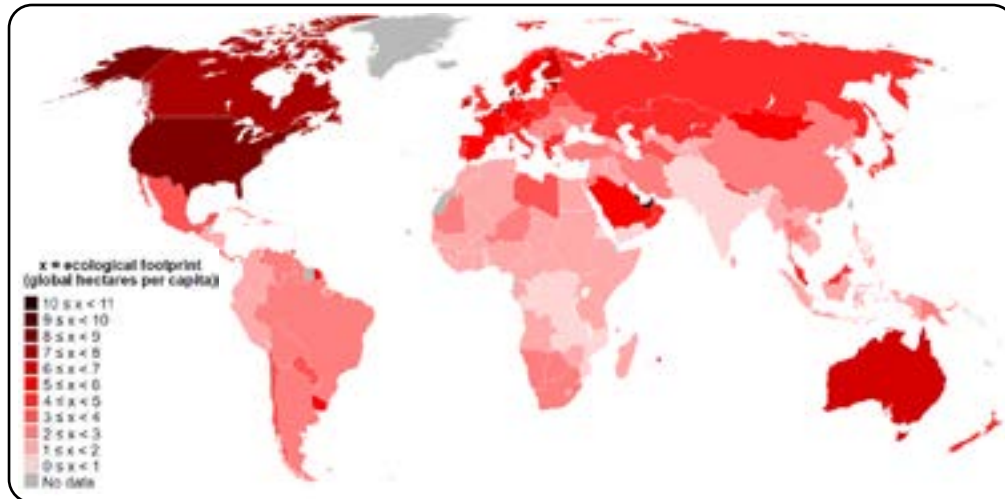 x = ecological footprint
(global hectares per capita)
10 ≤ x < 11
9 ≤ x < 10
8 ≤ x < 9
7 ≤ x < 8
6 ≤ x < 7
5 ≤ x < 6
4 ≤ x < 5
3 ≤ x < 4
2 ≤ x < 3
1 ≤ x < 2
0 ≤ x < 1
No data